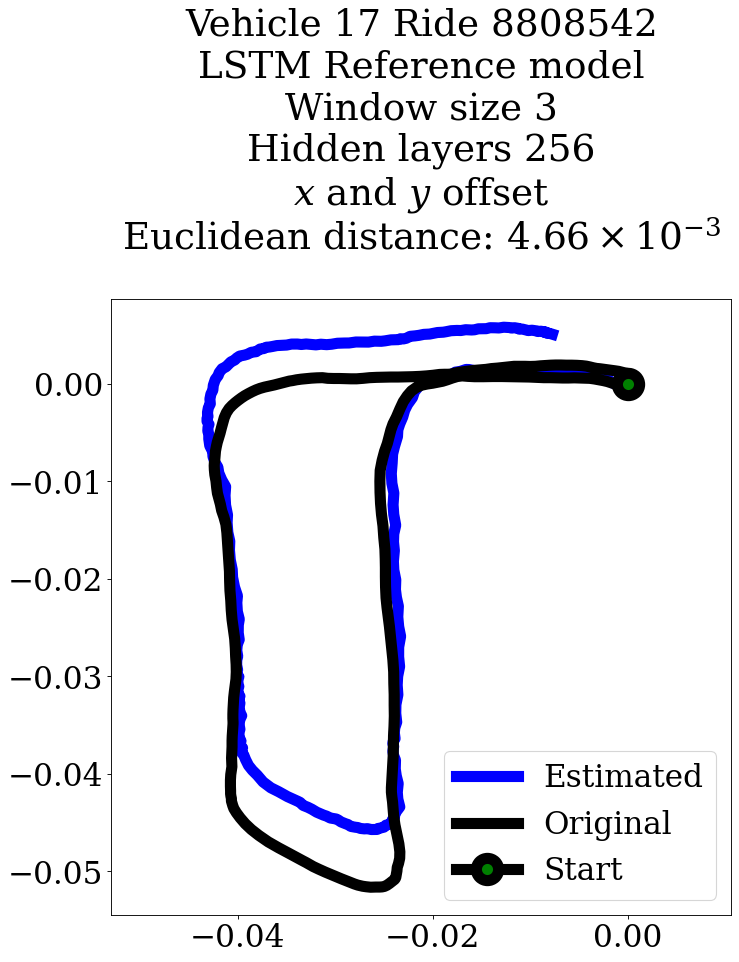 Vehicle 17 Ride 8808542
LSTM Reference model
Window size 3
Hidden layers 256
x and y offset
Euclidean distance: 4.66 × 10⁻³
0.00
−0.01
−0.02
−0.03
−0.04
−0.05
Estimated
Original
Start
−0.04 −0.02 0.00